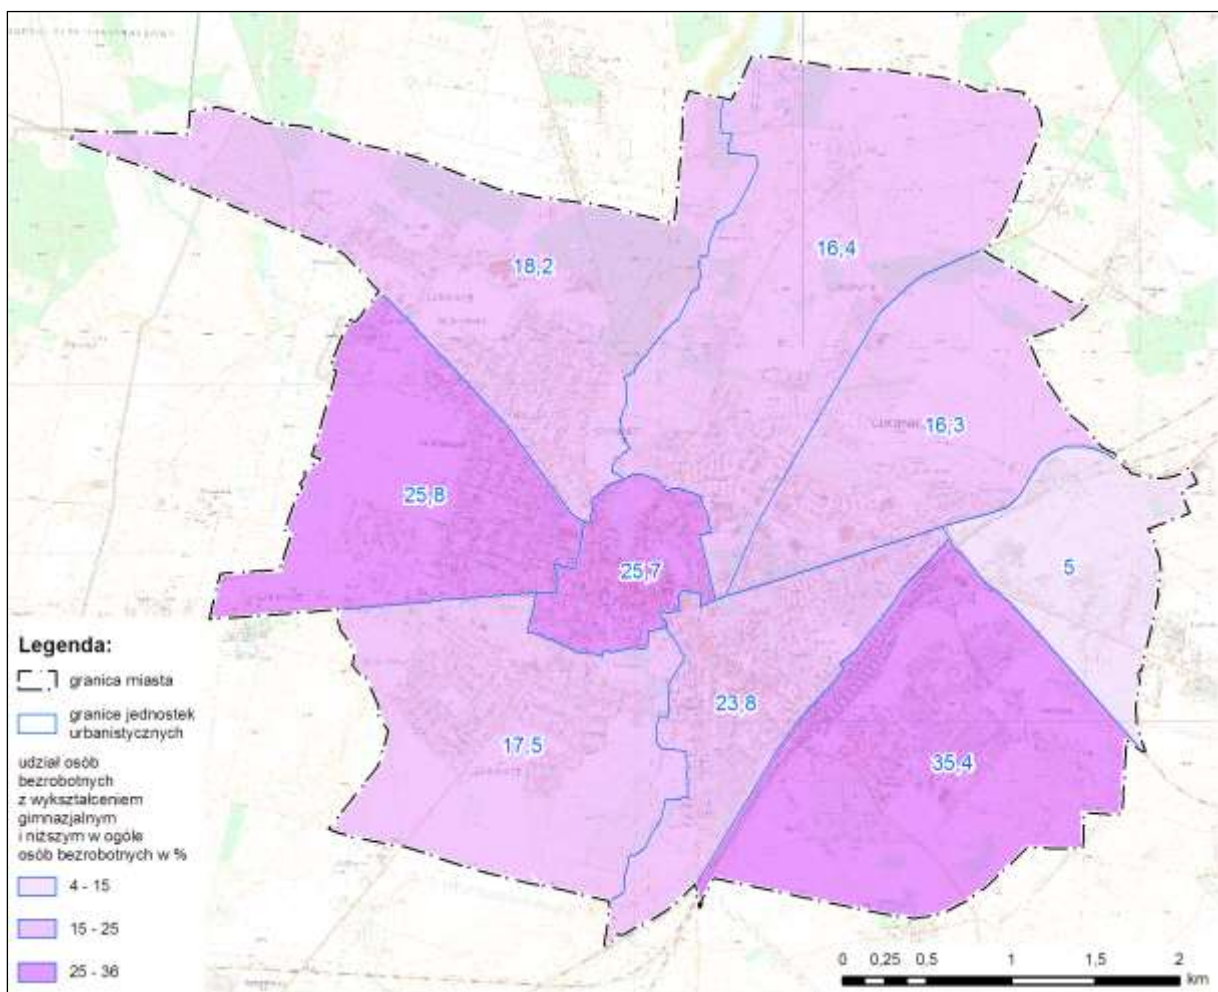 18,2
16,4
16,3
25,8
25,7
5
23,8
17,5
35,4
Legenda:
granica miasta
granice jednostek
urbanistycznych
udział osób
bezrobotnych
z wykształceniem
gimnazjalnym
i niższym w ogóle
osób bezrobotnych w %
4 - 15
15 - 25
25 - 36
0 0,25 0,5 1 1,5 2
km